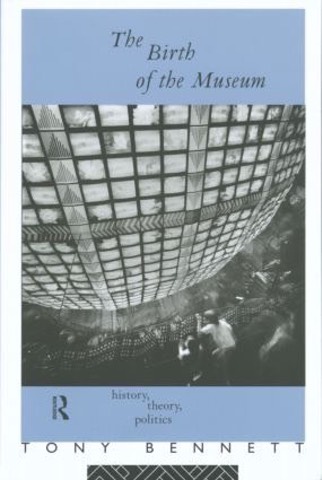 The
Birth
of the Museum
R
history,
theory,
politics
TONY BENNETT